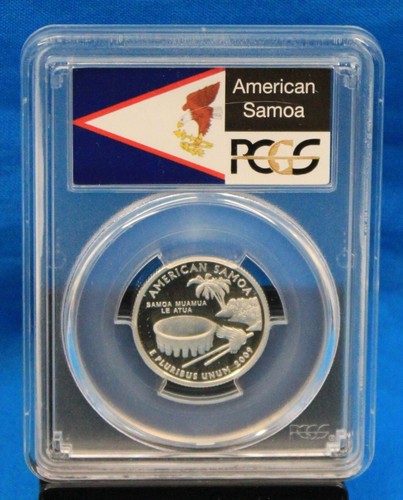 American
Samoa
PCGS
AMERICAN SAMOA
SAMOA MUAMUA
LE ATUA
E PLURIBUS UNUM 2009
PCGS